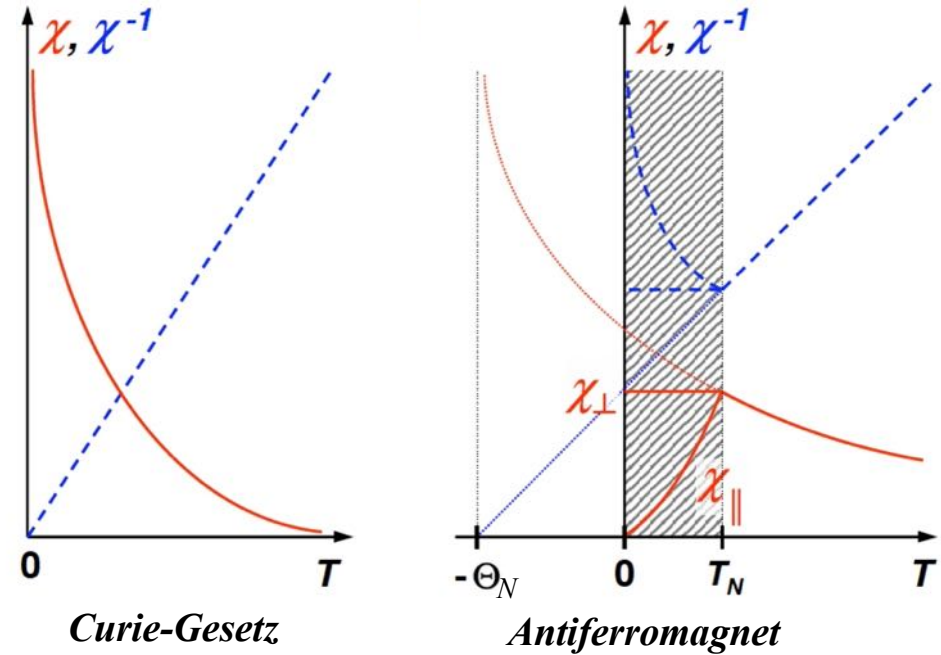 χ, χ⁻¹
0
T
Curie-Gesetz
χ, χ⁻¹
χ⊥
χ∥
-Θ_N
0
T_N
T
Antiferromagnet